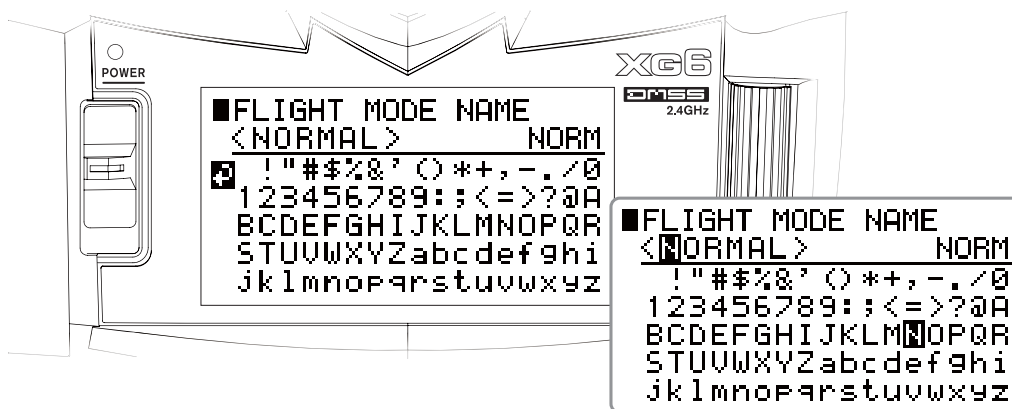 POWER
XG6
DMSS
2.4GHz
■FLIGHT MODE NAME
<NORMAL> NORM
!"#$%&'()*+,-./0
123456789:;<=>?@A
BCDEFGHIJKLMNOPQR
STUVWXYZabcdefghi
jklmnopqrstuvwxyz
■FLIGHT MODE NAME
<NORMAL> NORM
!"#$%&'()*+,-./0
123456789:;<=>?@A
BCDEFGHIJKLMNOPQR
STUVWXYZabcdefghi
jklmnopqrstuvwxyz